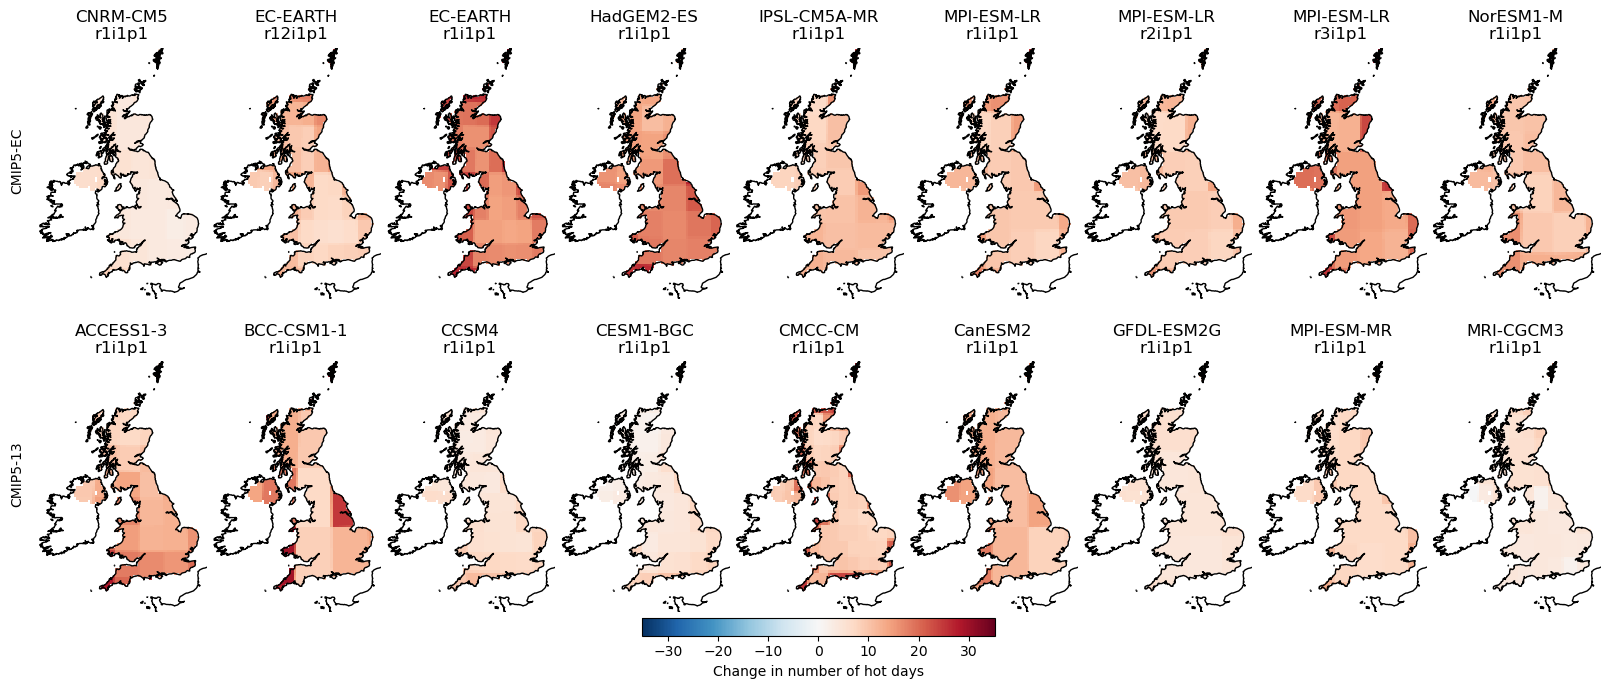 CNRM-CM5
r1i1p1
EC-EARTH
r12i1p1
EC-EARTH
r1i1p1
HadGEM2-ES
r1i1p1
IPSL-CM5A-MR
r1i1p1
MPI-ESM-LR
r1i1p1
MPI-ESM-LR
r2i1p1
MPI-ESM-LR
r3i1p1
NorESM1-M
r1i1p1
CMIP5-EC
ACCESS1-3
r1i1p1
BCC-CSM1-1
r1i1p1
CCSM4
r1i1p1
CESM1-BGC
r1i1p1
CMCC-CM
r1i1p1
CanESM2
r1i1p1
GFDL-ESM2G
r1i1p1
MPI-ESM-MR
r1i1p1
MRI-CGCM3
r1i1p1
CMIP5-13
−30 −20 −10 0 10 20 30
Change in number of hot days